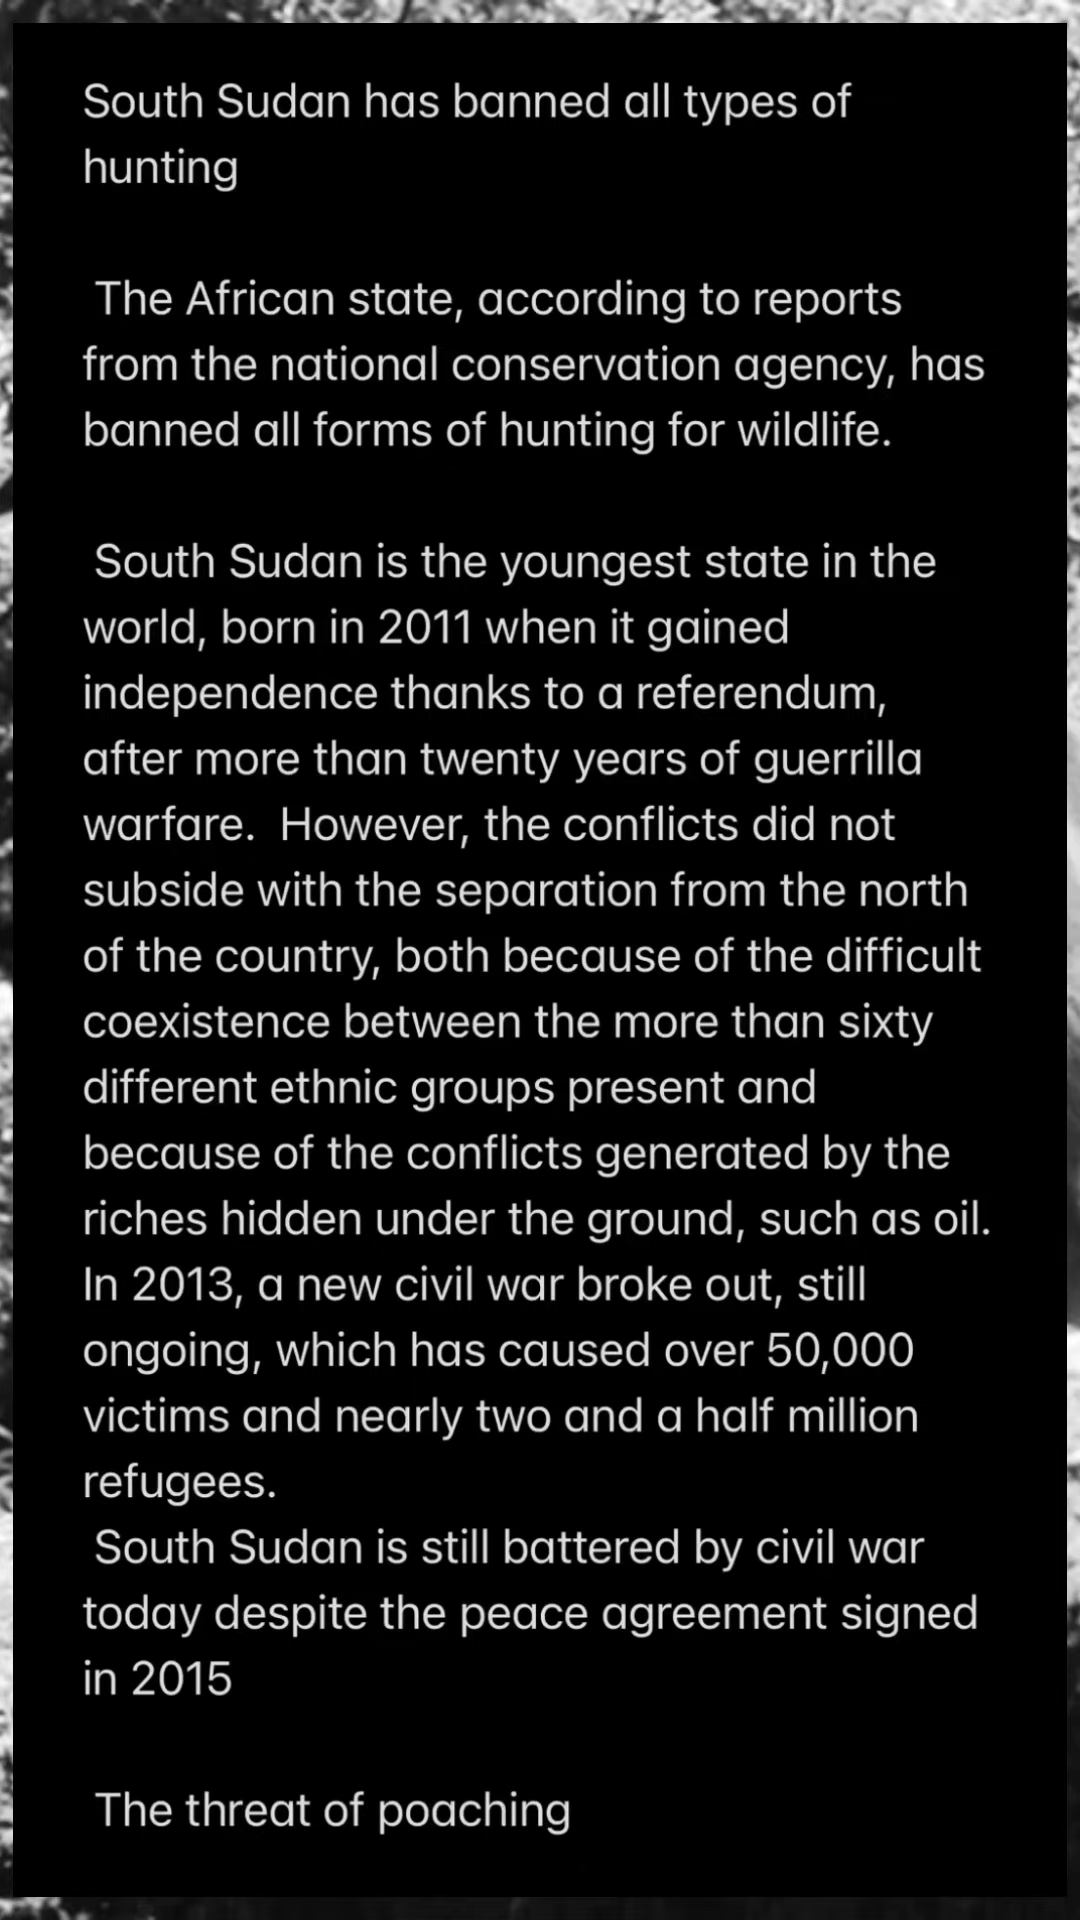 South Sudan has banned all types of
hunting
The African state, according to reports
from the national conservation agency, has
banned all forms of hunting for wildlife.
South Sudan is the youngest state in the
world, born in 2011 when it gained
independence thanks to a referendum,
after more than twenty years of guerrilla
warfare.  However, the conflicts did not
subside with the separation from the north
of the country, both because of the difficult
coexistence between the more than sixty
different ethnic groups present and
because of the conflicts generated by the
riches hidden under the ground, such as oil.
In 2013, a new civil war broke out, still
ongoing, which has caused over 50,000
victims and nearly two and a half million
refugees.
South Sudan is still battered by civil war
today despite the peace agreement signed
in 2015
The threat of poaching